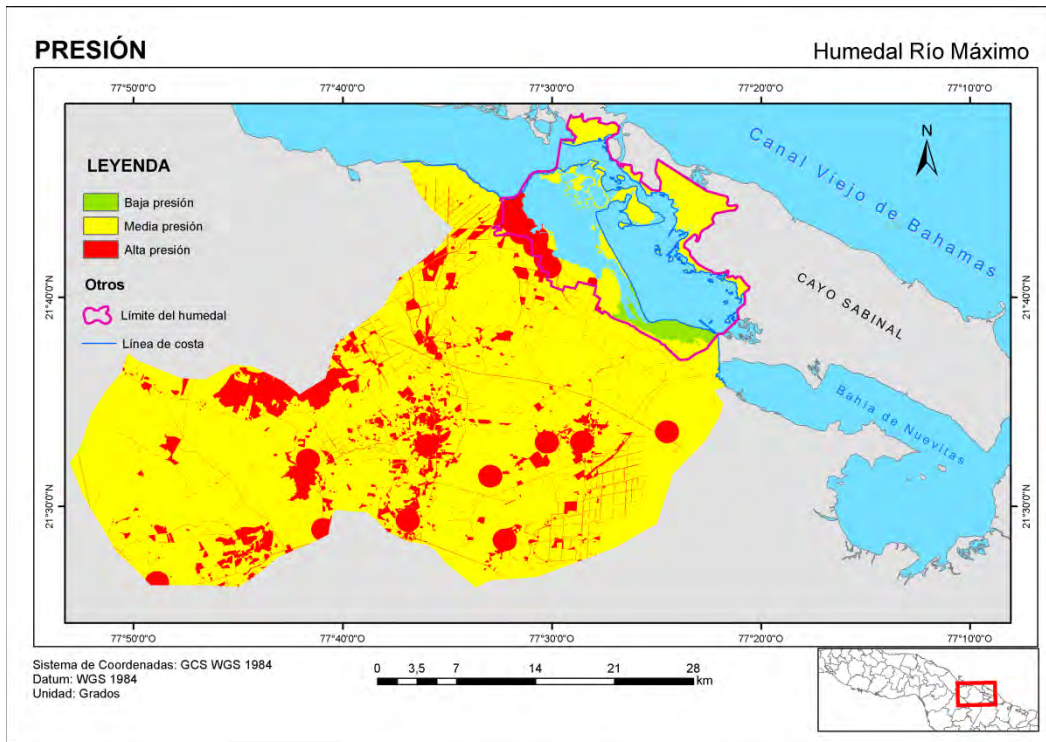 PRESIÓN
Humedal Río Máximo
77°50'0"O 77°40'0"O 77°30'0"O 77°20'0"O 77°10'0"O
N
Canal Viejo de Bahamas
LEYENDA
Baja presión
Media presión
Alta presión
Otros
Límite del humedal
Línea de costa
21°40'0"N
21°40'0"N
CAYO SABINAL
Bahía de Nuevitas
21°30'0"N
21°30'0"N
77°50'0"O 77°40'0"O 77°30'0"O 77°20'0"O 77°10'0"O
Sistema de Coordenadas: GCS WGS 1984
Datum: WGS 1984
Unidad: Grados
0 3,5 7 14 21 28
km